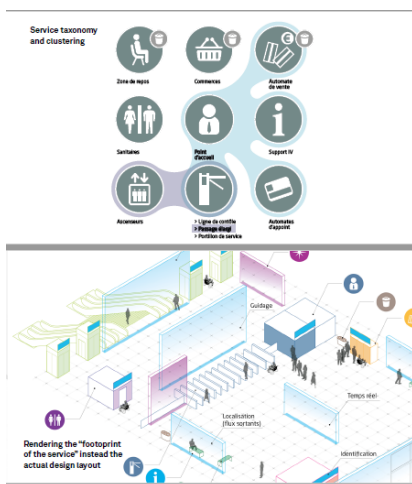 Service taxonomy
and clustering
Zone de repos
Commerces
Automate
de vente
Sanitaires
Point
d'accueil
Support IV
Ascenseurs
> Ligne de contrôle
> Passage élargi
> Portillon de service
Automates
d'appoint
Guidage
Temps réel
Localisation
(flux sortants)
Identification
Rendering the "footprint
of the service" instead the
actual design layout